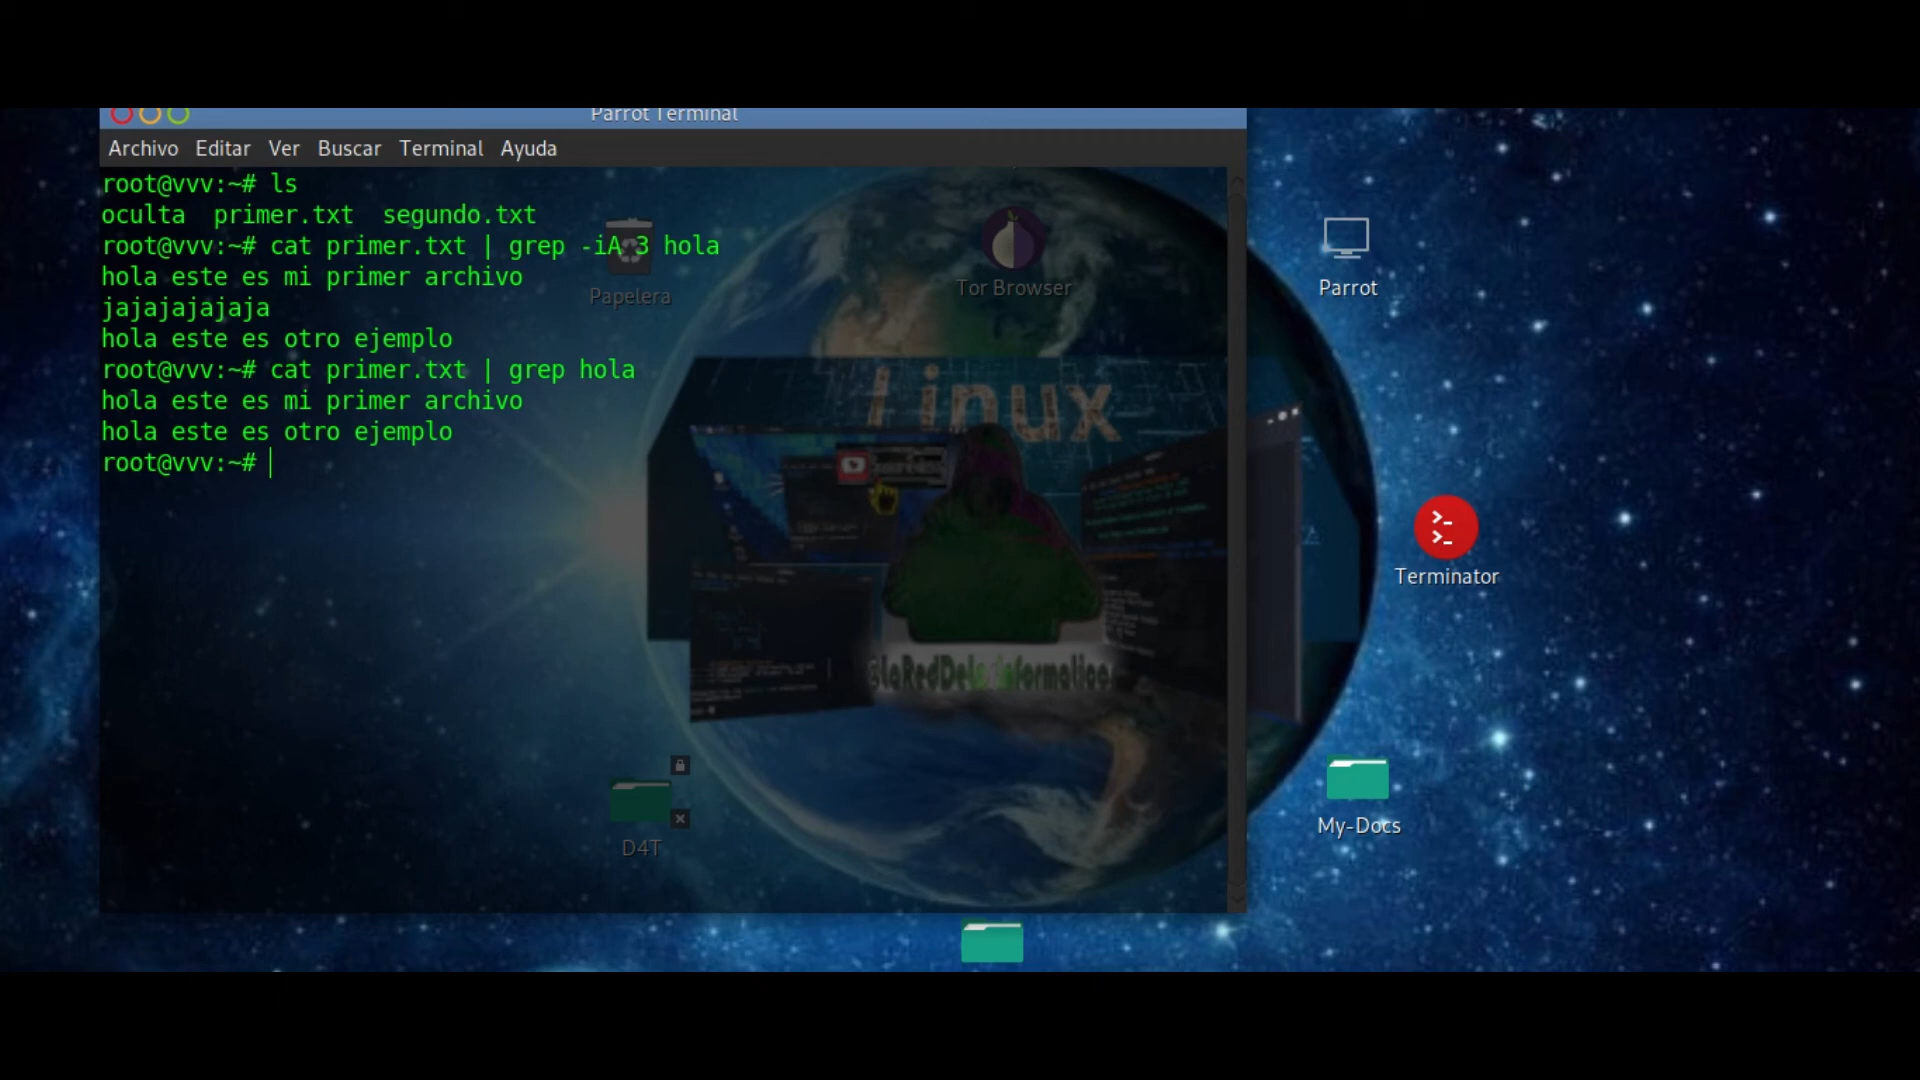 Parrot Terminal
Archivo Editar Ver Buscar Terminal Ayuda
root@vvv:~# ls
oculta primer.txt segundo.txt
root@vvv:~# cat primer.txt | grep -iA 3 hola
hola este es mi primer archivo
jajajajajaja
hola este es otro ejemplo
root@vvv:~# cat primer.txt | grep hola
hola este es mi primer archivo
hola este es otro ejemplo
root@vvv:~#
Papelera
Tor Browser
Parrot
Linux
Terminator
My-Docs
D4T